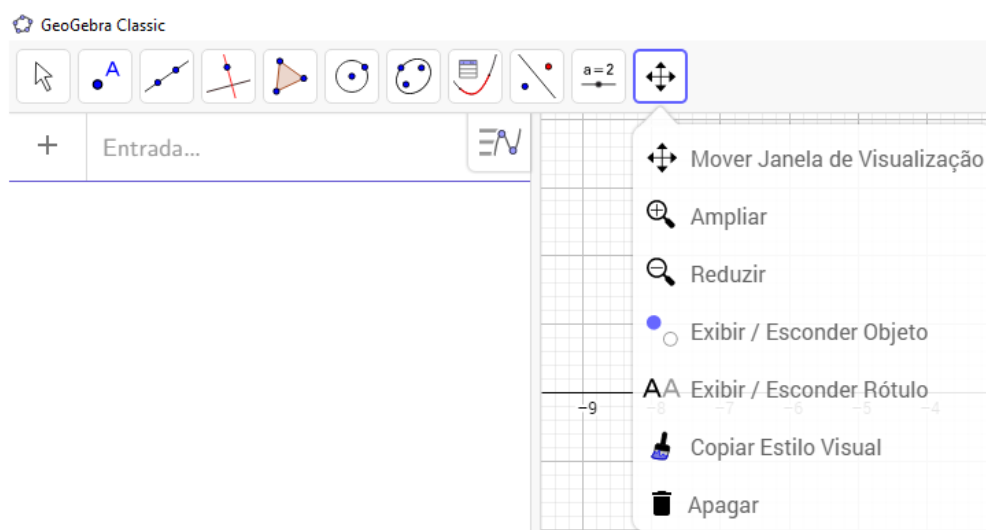 GeoGebra Classic
A
a=2
Entrada...
Mover Janela de Visualização
Ampliar
Reduzir
Exibir / Esconder Objeto
AA Exibir / Esconder Rótulo
-9 -8 -7 -6 -5 -4
Copiar Estilo Visual
Apagar